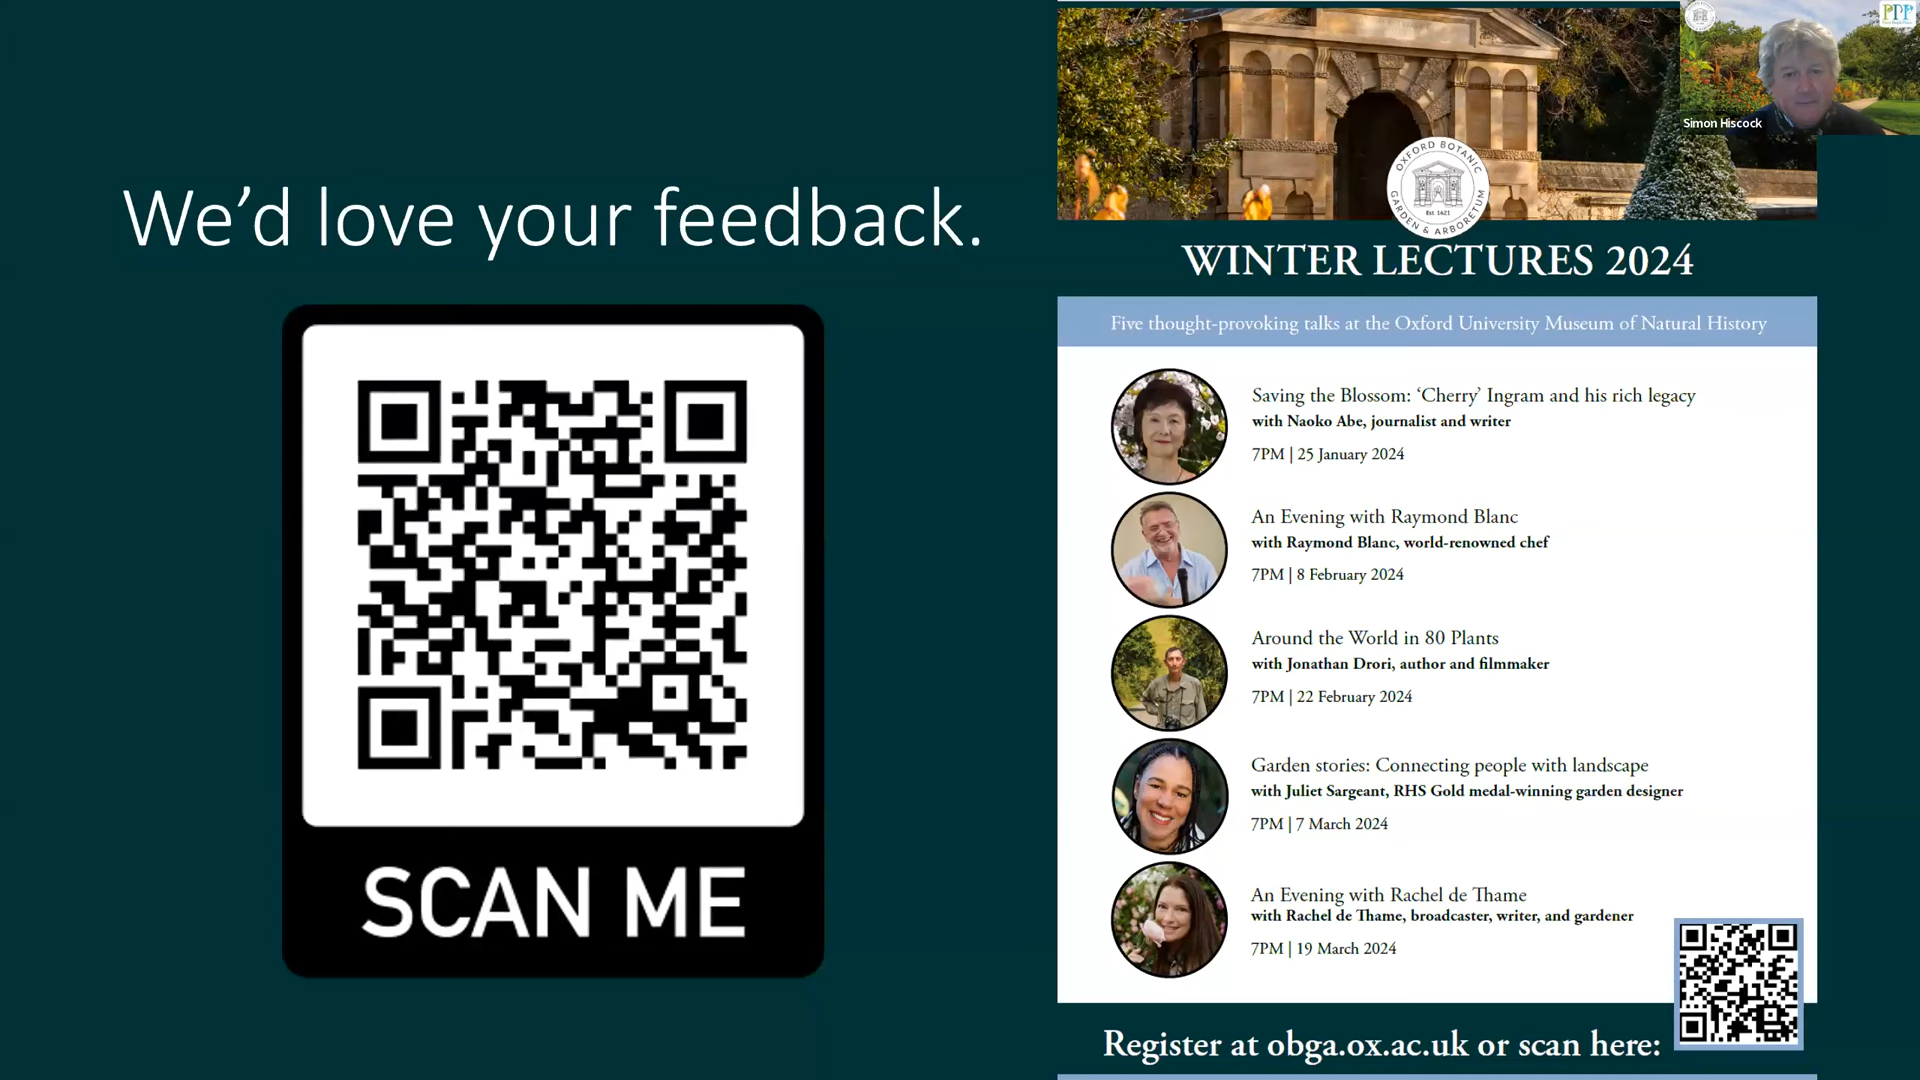 We’d love your feedback.
SCAN ME
PPP
Simon Hiscock
OXFORD BOTANIC
GARDEN & ARBORETUM
Est. 1621
WINTER LECTURES 2024
Five thought-provoking talks at the Oxford University Museum of Natural History
Saving the Blossom: ‘Cherry’ Ingram and his rich legacy
with Naoko Abe, journalist and writer
7PM | 25 January 2024
An Evening with Raymond Blanc
with Raymond Blanc, world-renowned chef
7PM | 8 February 2024
Around the World in 80 Plants
with Jonathan Drori, author and filmmaker
7PM | 22 February 2024
Garden stories: Connecting people with landscape
with Juliet Sargeant, RHS Gold medal-winning garden designer
7PM | 7 March 2024
An Evening with Rachel de Thame
with Rachel de Thame, broadcaster, writer, and gardener
7PM | 19 March 2024
Register at obga.ox.ac.uk or scan here: